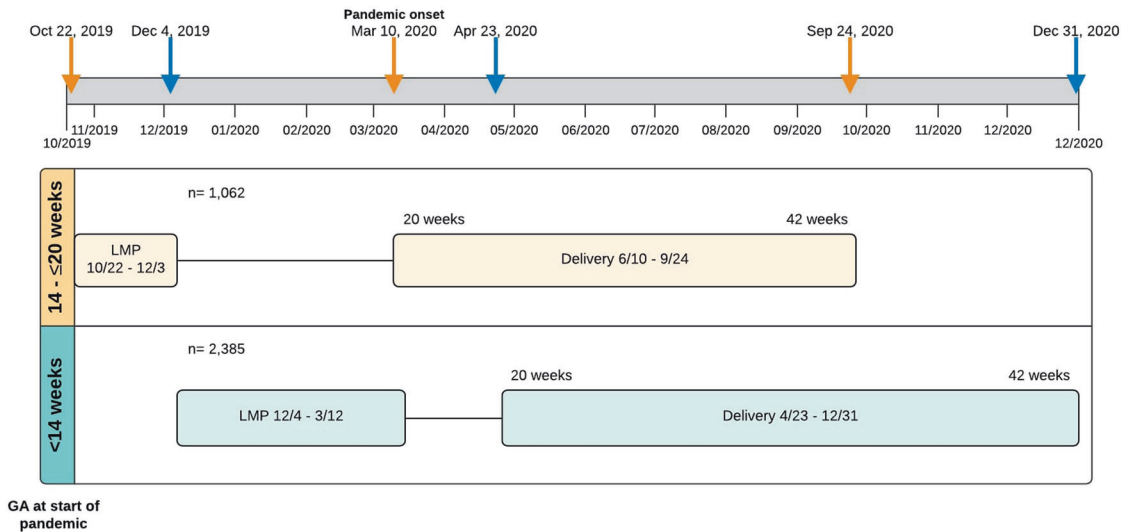 Pandemic onset
Oct 22, 2019 Dec 4, 2019 Mar 10, 2020 Apr 23, 2020 Sep 24, 2020 Dec 31, 2020
11/2019 12/2019 01/2020 02/2020 03/2020 04/2020 05/2020 06/2020 07/2020 08/2020 09/2020 10/2020 11/2020 12/2020
10/2019 12/2020
14 - ≤20 weeks
n= 1,062
20 weeks 42 weeks
LMP
10/22 - 12/3
Delivery 6/10 - 9/24
<14 weeks
n= 2,385
20 weeks 42 weeks
LMP 12/4 - 3/12
Delivery 4/23 - 12/31
GA at start of
pandemic